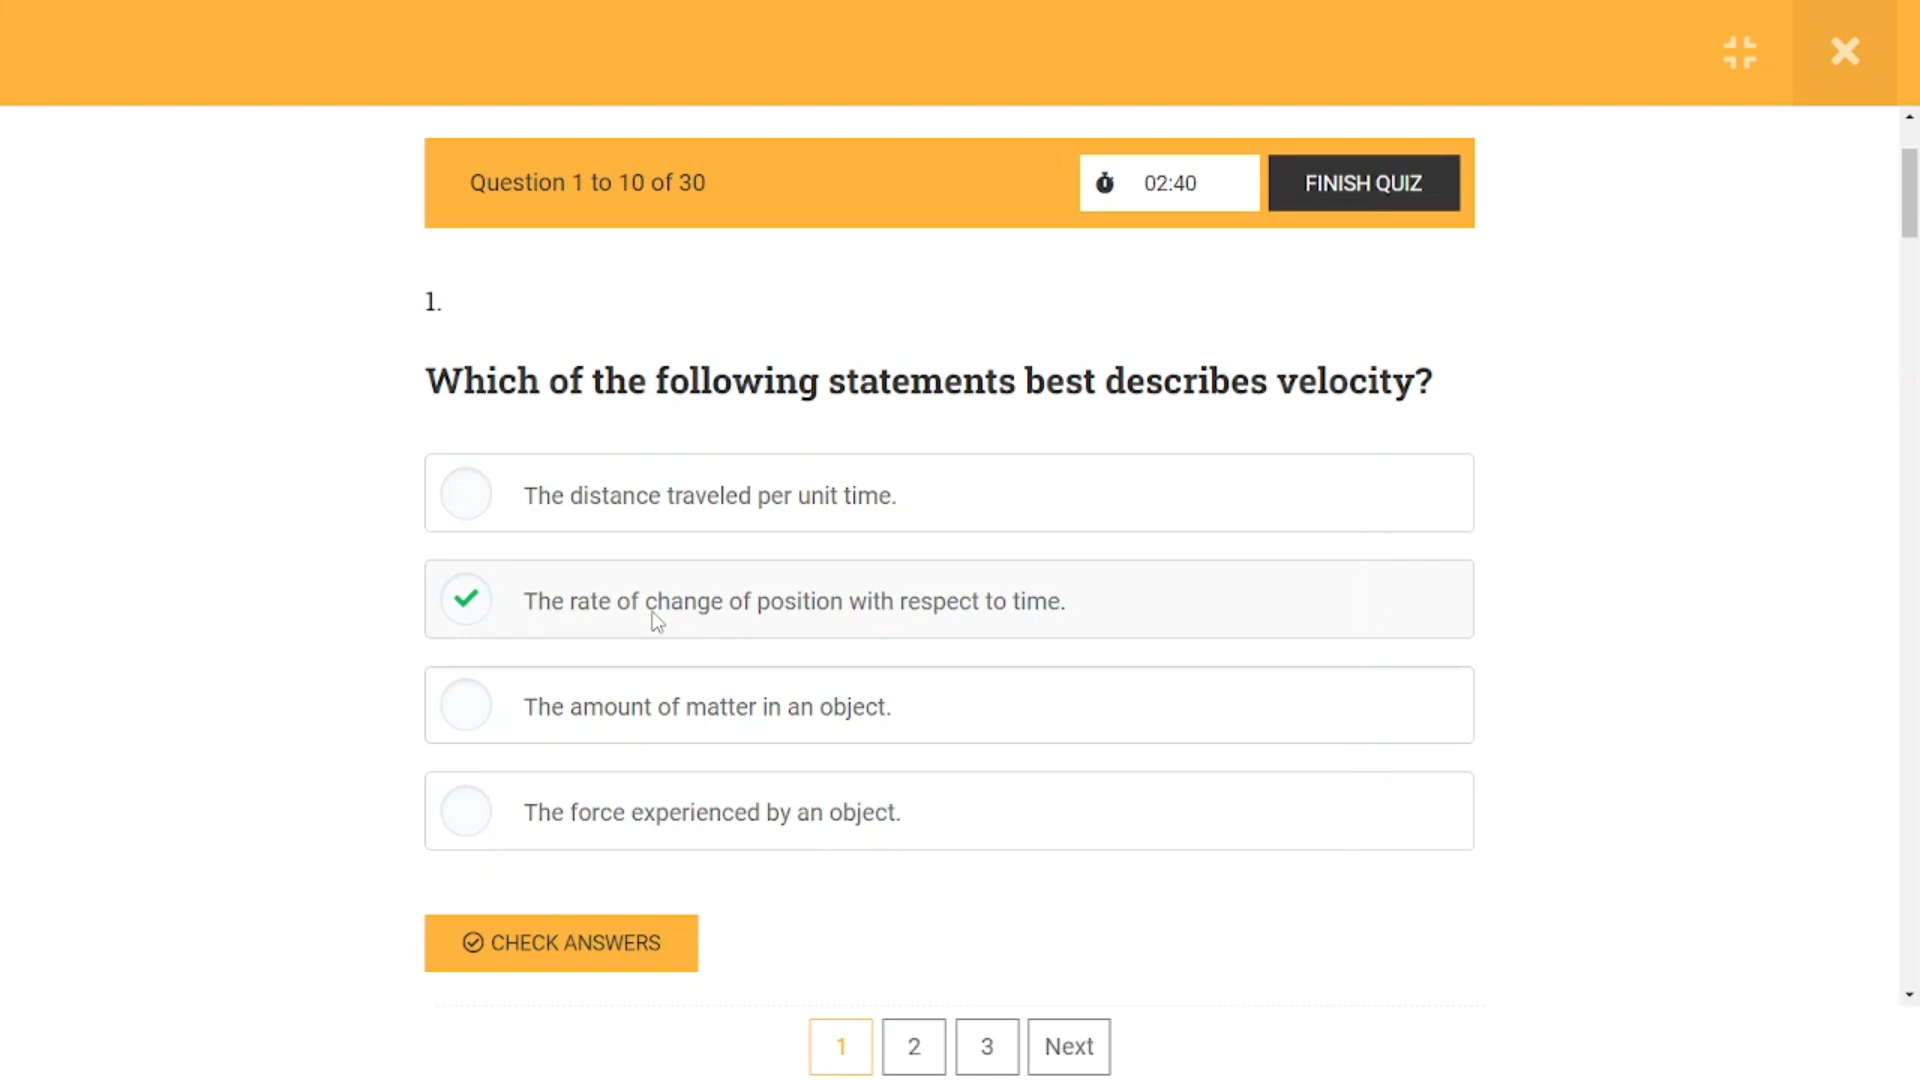 Question 1 to 10 of 30
02:40
FINISH QUIZ
1.
Which of the following statements best describes velocity?
The distance traveled per unit time.
The rate of change of position with respect to time.
The amount of matter in an object.
The force experienced by an object.
CHECK ANSWERS
1
2
3
Next